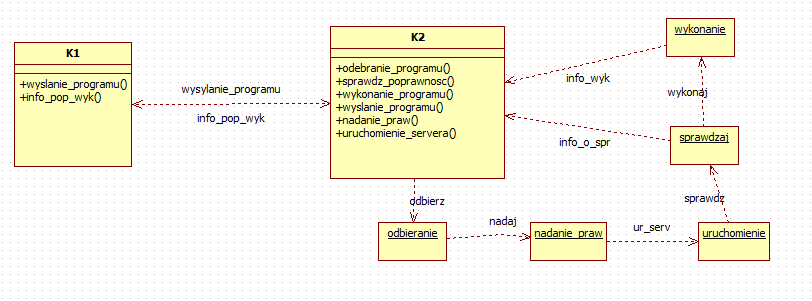 K1
+wyslanie_programu()
+info_pop_wyk()
wysylanie_programu
info_pop_wyk
K2
+odebranie_programu()
+sprawdz_poprawnosc()
+wykonanie_programu()
+wyslanie_programu()
+nadanie_praw()
+uruchomienie_servera()
wykonanie
info_wyk
wykonaj
sprawdzaj
info_o_spr
sprawdz
odbierz
odbieranie
nadaj
nadanie_praw
ur_serv
uruchomienie